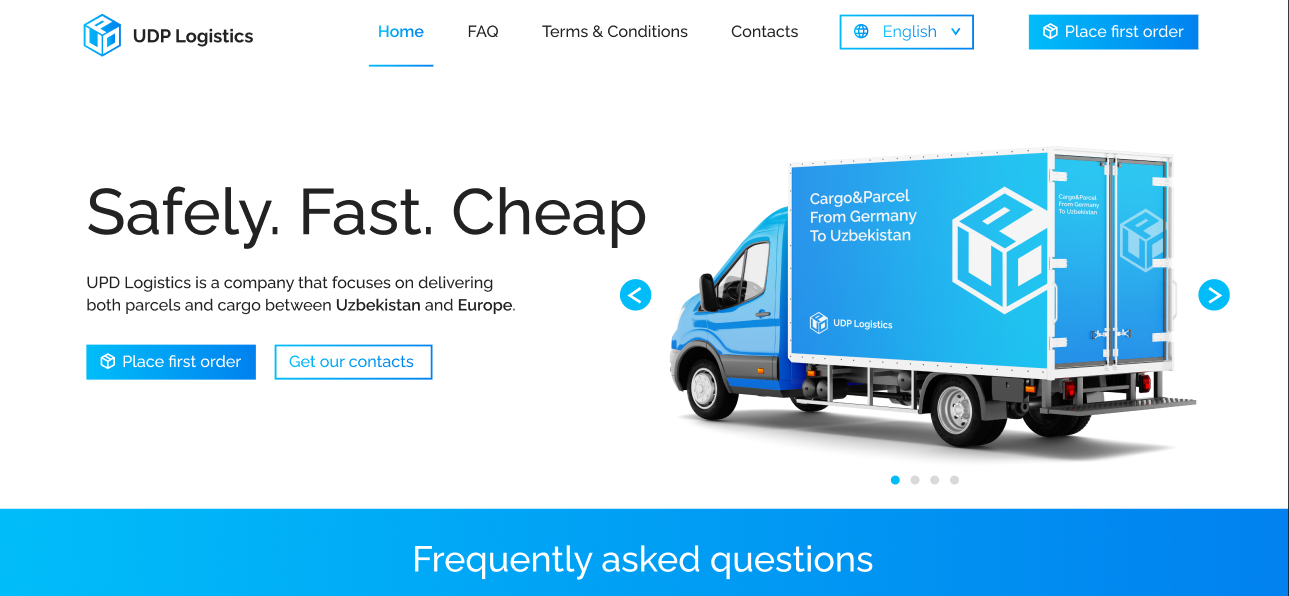 UDP Logistics
Home
FAQ
Terms & Conditions
Contacts
English
Place first order
Safely. Fast. Cheap
UPD Logistics is a company that focuses on delivering
both parcels and cargo between Uzbekistan and Europe.
Place first order
Get our contacts
Cargo&Parcel
From Germany
To Uzbekistan
UDP Logistics
Cargo&Parcel
From Germany
To Uzbekistan
Frequently asked questions